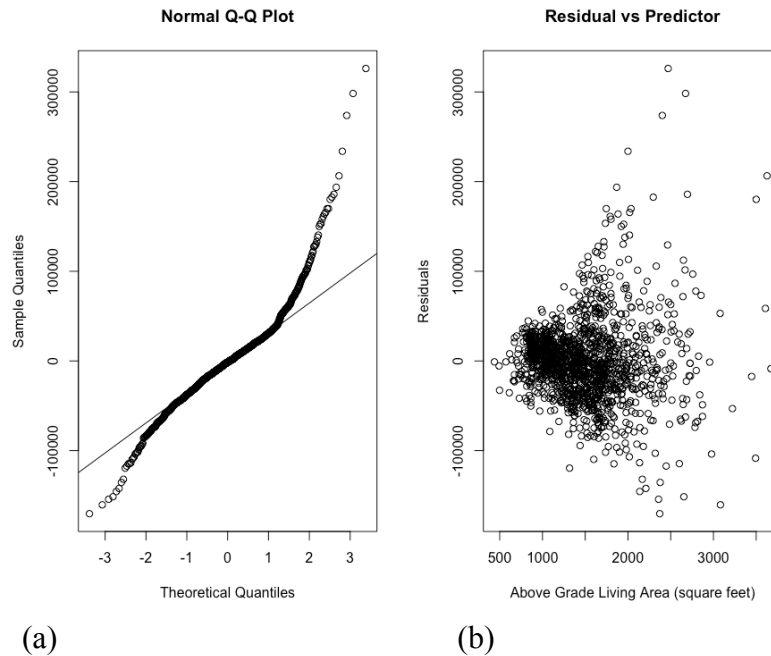 Normal Q-Q Plot
Sample Quantiles
300000
200000
100000
0
-100000
-3 -2 -1 0 1 2 3
Theoretical Quantiles
(a)
Residual vs Predictor
Residuals
300000
200000
100000
0
-100000
500 1000 2000 3000
Above Grade Living Area (square feet)
(b)